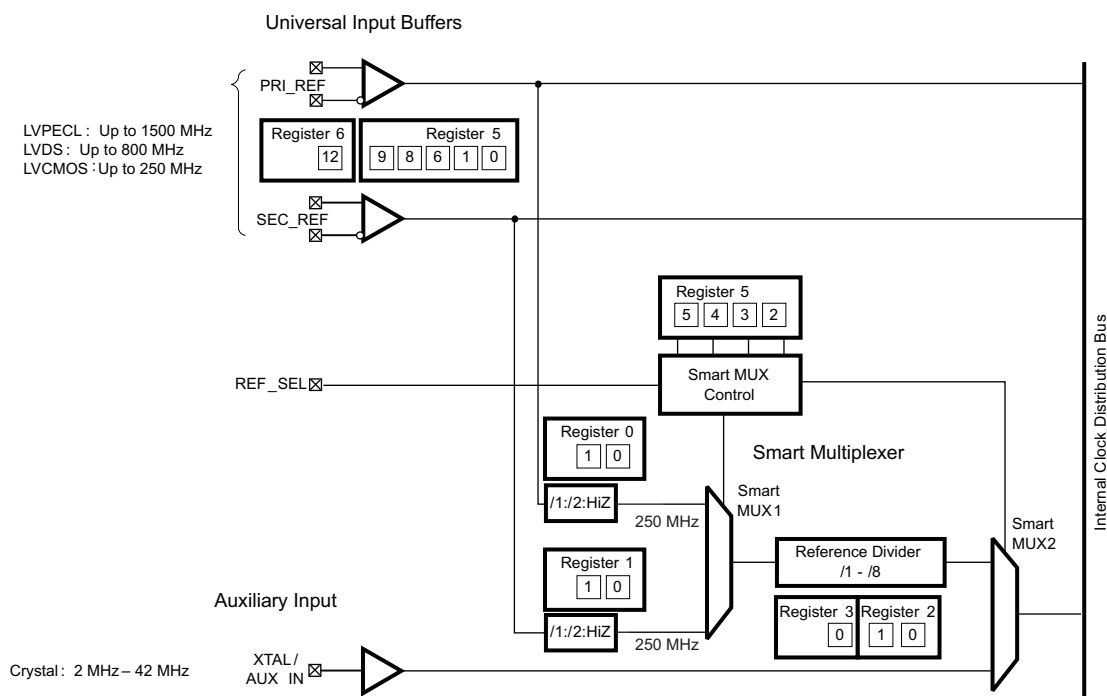 Universal Input Buffers
PRI_REF
LVPECL : Up to 1500 MHz
LVDS : Up to 800 MHz
LVCMOS : Up to 250 MHz
Register 6
12
Register 5
9 8 6 1 0
SEC_REF
Register 5
5 4 3 2
REF_SEL
Smart MUX
Control
Internal Clock Distribution Bus
Register 0
1 0
Smart Multiplexer
/1:/2:HiZ
250 MHz
Smart
MUX1
Smart
MUX2
Register 1
1 0
Reference Divider
/1 - /8
Auxiliary Input
/1:/2:HiZ
250 MHz
Register 3
0
Register 2
1 0
Crystal : 2 MHz – 42 MHz
XTAL/
AUX IN